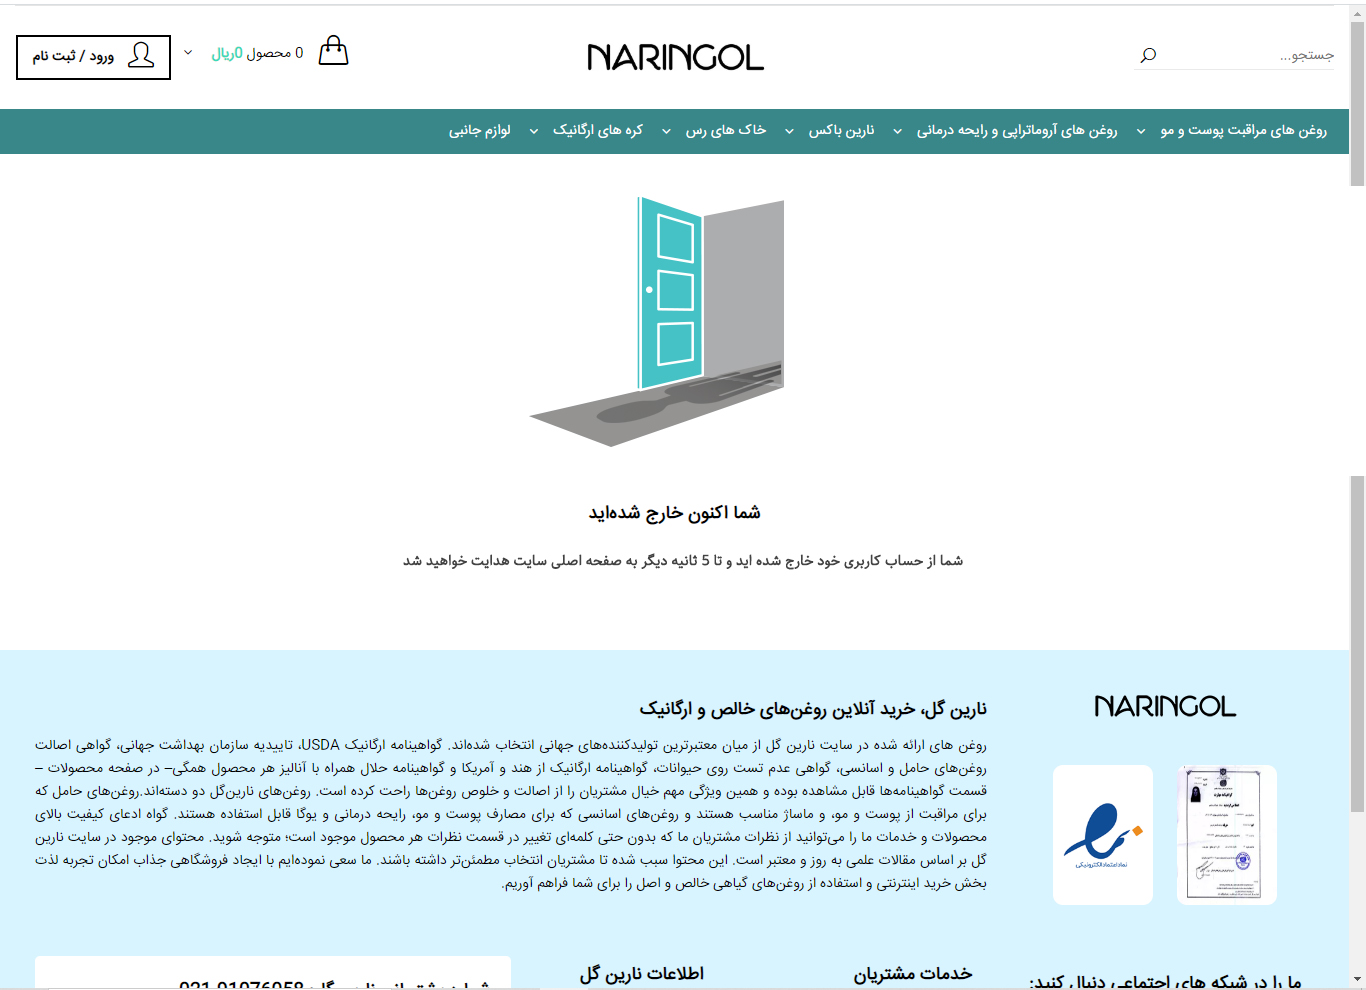 جستجو...
NARINGOL
0 محصول 0ریال
ورود / ثبت نام
روغن های مراقبت پوست و مو
روغن های آروماتراپی و رایحه درمانی
نارین باکس
خاک های رس
کره های ارگانیک
لوازم جانبی
شما اکنون خارج شده‌اید
شما از حساب کاربری خود خارج شده اید و تا 5 ثانیه دیگر به صفحه اصلی سایت هدایت خواهید شد
NARINGOL
نماد اعتماد الکترونیکی
نارین گل، خرید آنلاین روغن‌های خالص و ارگانیک
روغن های ارائه شده در سایت نارین گل از میان معتبرترین تولیدکننده‌های جهانی انتخاب شده‌اند. گواهینامه ارگانیک USDA، تاییدیه سازمان بهداشت جهانی، گواهی اصالت
روغن‌های حامل و اسانسی، گواهی عدم تست روی حیوانات، گواهینامه ارگانیک از هند و آمریکا و گواهینامه حلال همراه با آنالیز هر محصول همگی– در صفحه محصولات –
قسمت گواهینامه‌ها قابل مشاهده بوده و همین ویژگی مهم خیال مشتریان را از اصالت و خلوص روغن‌ها راحت کرده است. روغن‌های نارین‌گل دو دسته‌اند.روغن‌های حامل که
برای مراقبت از پوست و مو، و ماساژ مناسب هستند و روغن‌های اسانسی که برای مصارف پوست و مو، رایحه درمانی و یوگا قابل استفاده هستند. گواه ادعای کیفیت بالای
محصولات و خدمات ما را می‌توانید از نظرات مشتریان ما که بدون حتی کلمه‌ای تغییر در قسمت نظرات هر محصول موجود است؛ متوجه شوید. محتوای موجود در سایت نارین
گل بر اساس مقالات علمی به روز و معتبر است. این محتوا سبب شده تا مشتریان انتخاب مطمئن‌تر داشته باشند. ما سعی نموده‌ایم با ایجاد فروشگاهی جذاب امکان تجربه لذت
بخش خرید اینترنتی و استفاده از روغن‌های گیاهی خالص و اصل را برای شما فراهم آوریم.
ما را در شبکه های اجتماعی دنبال کنید:
خدمات مشتریان
اطلاعات نارین گل